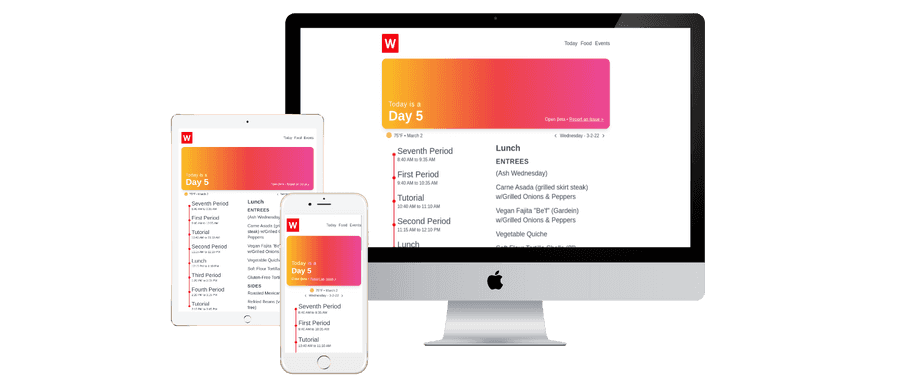 W
Today Food Events
Today is a
Day 5
Open beta • Report an issue >
75°F • March 2
‹ Wednesday - 3-2-22 ›
Seventh Period
8:40 AM to 9:35 AM
First Period
9:40 AM to 10:35 AM
Tutorial
10:40 AM to 11:10 AM
Second Period
11:15 AM to 12:10 PM
Lunch
Lunch
ENTREES
(Ash Wednesday)
Carne Asada (grilled skirt steak)
w/Grilled Onions & Peppers
Vegan Fajita "Be'f" (Gardein)
w/Grilled Onions & Peppers
Vegetable Quiche
W
Today Food Events
Today is a
Day 5
75°F • March 2
Seventh Period
First Period
Tutorial
Second Period
Lunch
Third Period
Fourth Period
Tutorial
Lunch
ENTREES
(Ash Wednesday)
Carne Asada (grilled skirt
steak) w/Grilled Onions &
Peppers
Vegan Fajita "Be'f"
(Gardein) w/Grilled
Onions & Peppers
Vegetable Quiche
Soft Flour Tortilla
Gluten-Free Tortilla
SIDES
W
Today Food Events
Today is a
Day 5
75°F • March 2
‹ Wednesday - 3-2-22 ›
Seventh Period
8:40 AM to 9:35 AM
First Period
9:40 AM to 10:35 AM
Tutorial
10:40 AM to 11:10 AM